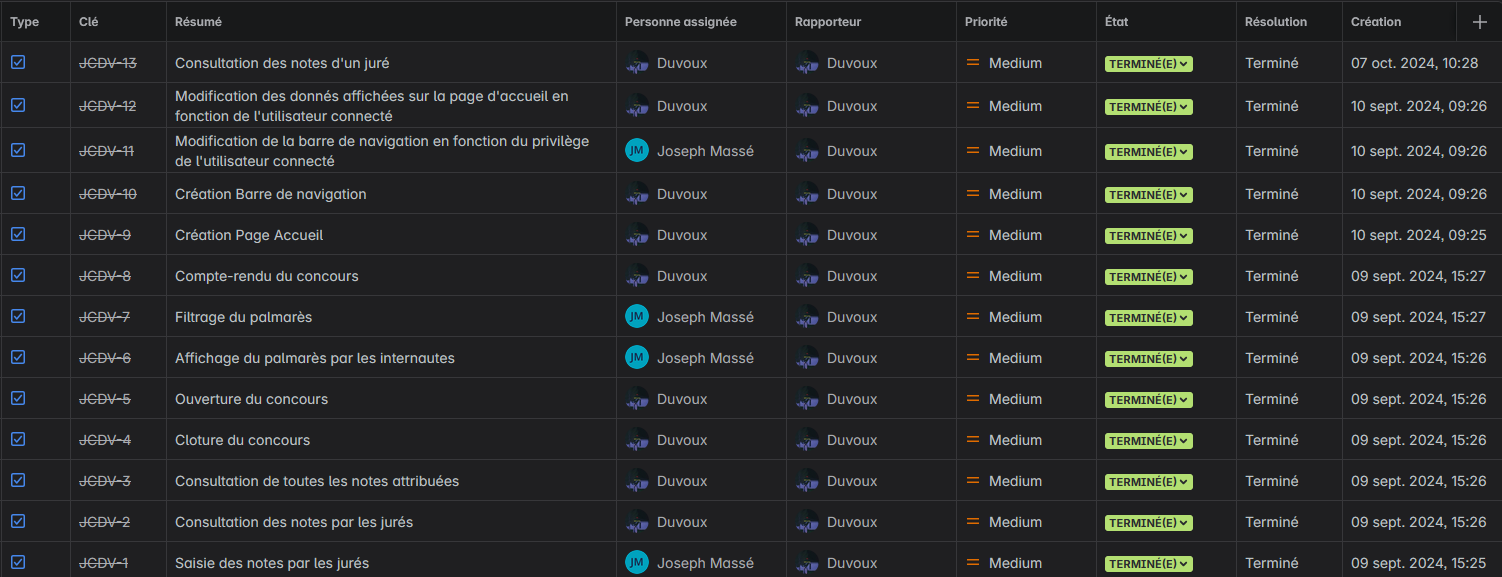 Type Clé Résumé Personne assignée Rapporteur Priorité État Résolution Création
JCDV-13 Consultation des notes d'un juré Duvoux Duvoux Medium TERMINÉ(E) Terminé 07 oct. 2024, 10:28
Modification des donnés affichées sur la page d'accueil en
JCDV-12 Duvoux Duvoux Medium TERMINÉ(E) Terminé 10 sept. 2024, 09:26
fonction de l'utilisateur connecté
Modification de la barre de navigation en fonction du privilège
JCDV-11 JM Joseph Massé Duvoux Medium TERMINÉ(E) Terminé 10 sept. 2024, 09:26
de l'utilisateur connecté
JCDV-10 Création Barre de navigation Duvoux Duvoux Medium TERMINÉ(E) Terminé 10 sept. 2024, 09:26
JCDV-9 Création Page Accueil Duvoux Duvoux Medium TERMINÉ(E) Terminé 10 sept. 2024, 09:25
JCDV-8 Compte-rendu du concours Duvoux Duvoux Medium TERMINÉ(E) Terminé 09 sept. 2024, 15:27
JCDV-7 Filtrage du palmarès JM Joseph Massé Duvoux Medium TERMINÉ(E) Terminé 09 sept. 2024, 15:27
JCDV-6 Affichage du palmarès par les internautes JM Joseph Massé Duvoux Medium TERMINÉ(E) Terminé 09 sept. 2024, 15:26
JCDV-5 Ouverture du concours Duvoux Duvoux Medium TERMINÉ(E) Terminé 09 sept. 2024, 15:26
JCDV-4 Cloture du concours Duvoux Duvoux Medium TERMINÉ(E) Terminé 09 sept. 2024, 15:26
JCDV-3 Consultation de toutes les notes attribuées Duvoux Duvoux Medium TERMINÉ(E) Terminé 09 sept. 2024, 15:26
JCDV-2 Consultation des notes par les jurés Duvoux Duvoux Medium TERMINÉ(E) Terminé 09 sept. 2024, 15:26
JCDV-1 Saisie des notes par les jurés JM Joseph Massé Duvoux Medium TERMINÉ(E) Terminé 09 sept. 2024, 15:25